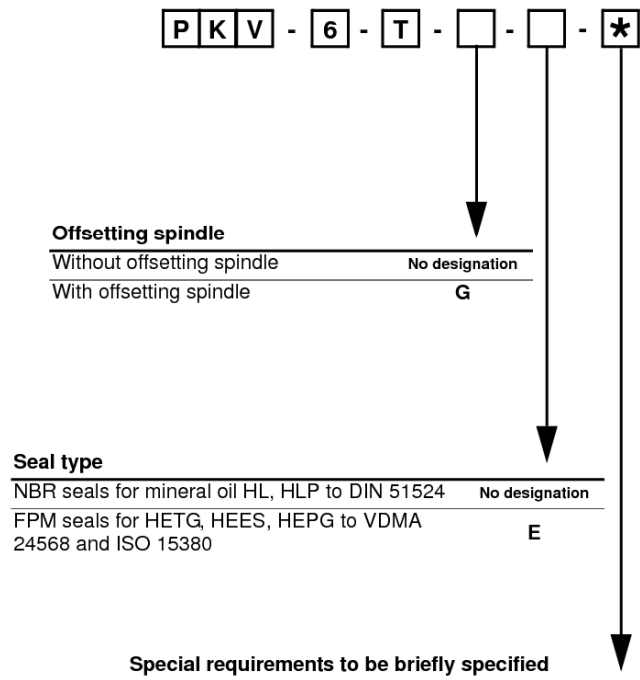 PKV - 6 - T - - - *
Offsetting spindle
Without offsetting spindle No designation
With offsetting spindle G
Seal type
NBR seals for mineral oil HL, HLP to DIN 51524 No designation
FPM seals for HETG, HEES, HEPG to VDMA
24568 and ISO 15380 E
Special requirements to be briefly specified